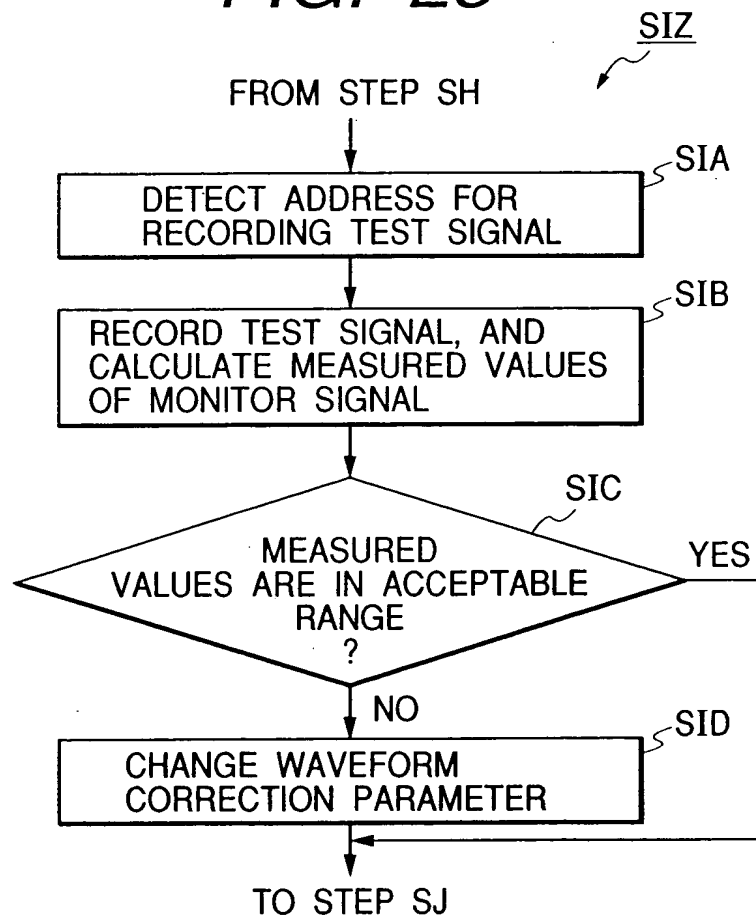 SIZ
FROM STEP SH
SIA
DETECT ADDRESS FOR
RECORDING TEST SIGNAL
SIB
RECORD TEST SIGNAL, AND
CALCULATE MEASURED VALUES
OF MONITOR SIGNAL
SIC
MEASURED
VALUES ARE IN ACCEPTABLE
RANGE
?
YES
NO
SID
CHANGE WAVEFORM
CORRECTION PARAMETER
TO STEP SJ